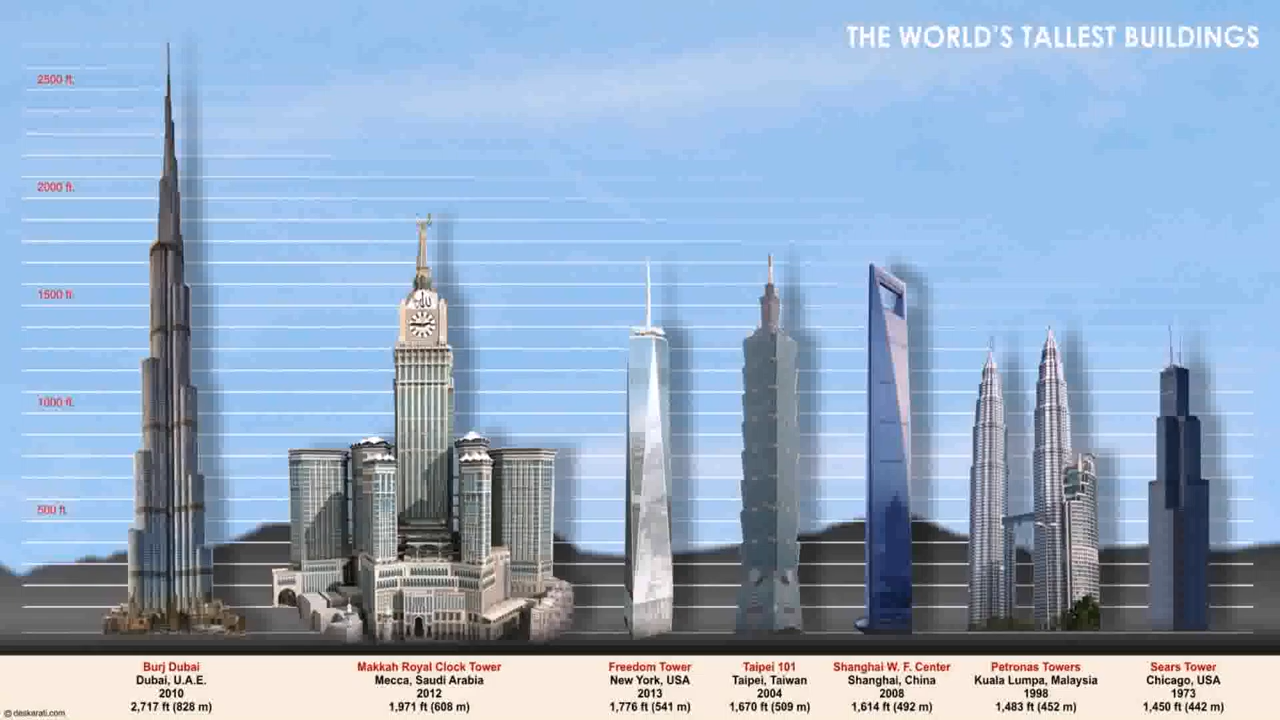 THE WORLD'S TALLEST BUILDINGS
2500 ft.
2000 ft.
1500 ft.
1000 ft.
500 ft.
Burj Dubai
Dubai, U.A.E.
2010
2,717 ft (828 m)
Makkah Royal Clock Tower
Mecca, Saudi Arabia
2012
1,971 ft (608 m)
Freedom Tower
New York, USA
2013
1,776 ft (541 m)
Taipei 101
Taipei, Taiwan
2004
1,670 ft (509 m)
Shanghai W. F. Center
Shanghai, China
2008
1,614 ft (492 m)
Petronas Towers
Kuala Lumpa, Malaysia
1998
1,483 ft (452 m)
Sears Tower
Chicago, USA
1973
1,450 ft (442 m)
© deskarati.com